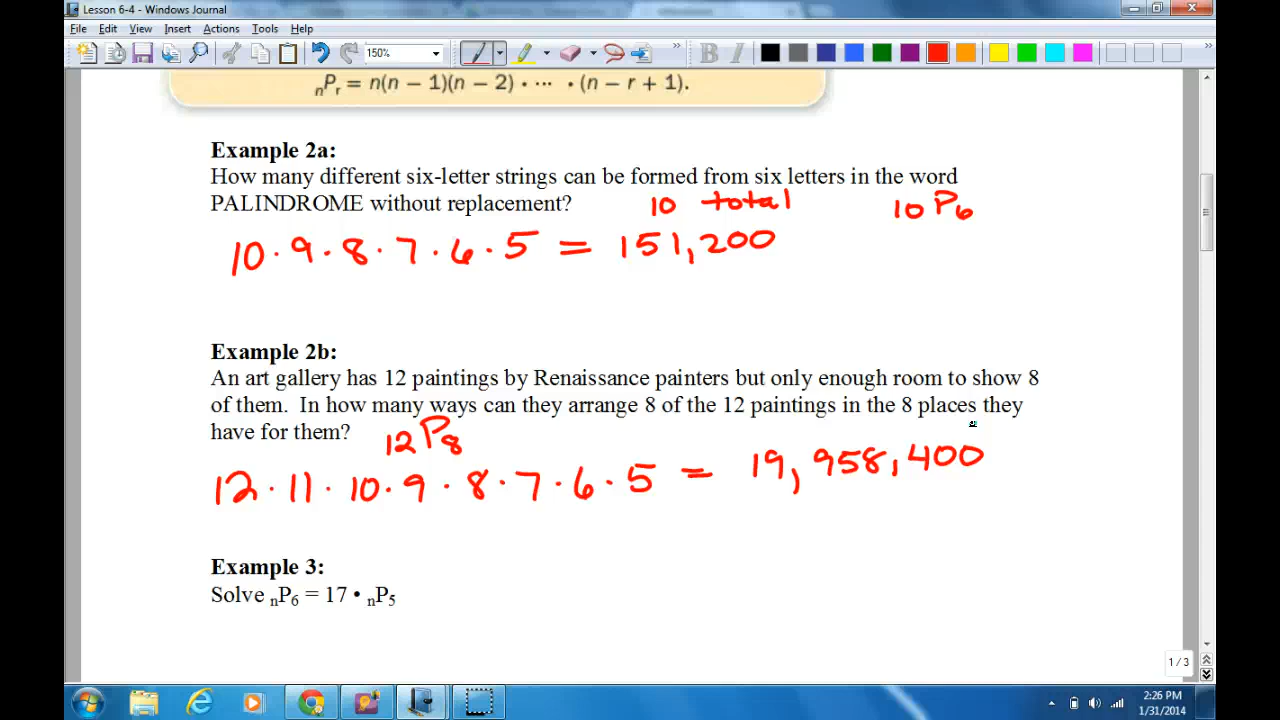 Lesson 6-4 - Windows Journal
File Edit View Insert Actions Tools Help
150% B I
nPr = n(n − 1)(n − 2) • ⋯ • (n − r + 1).
Example 2a:
How many different six-letter strings can be formed from six letters in the word
PALINDROME without replacement? 10 total 10P6
10 · 9 · 8 · 7 · 6 · 5 = 151,200
Example 2b:
An art gallery has 12 paintings by Renaissance painters but only enough room to show 8
of them. In how many ways can they arrange 8 of the 12 paintings in the 8 places they
have for them? 12P8
12 · 11 · 10 · 9 · 8 · 7 · 6 · 5 = 19,958,400
Example 3:
Solve nP6 = 17 • nP5
1 / 3
2:26 PM
1/31/2014